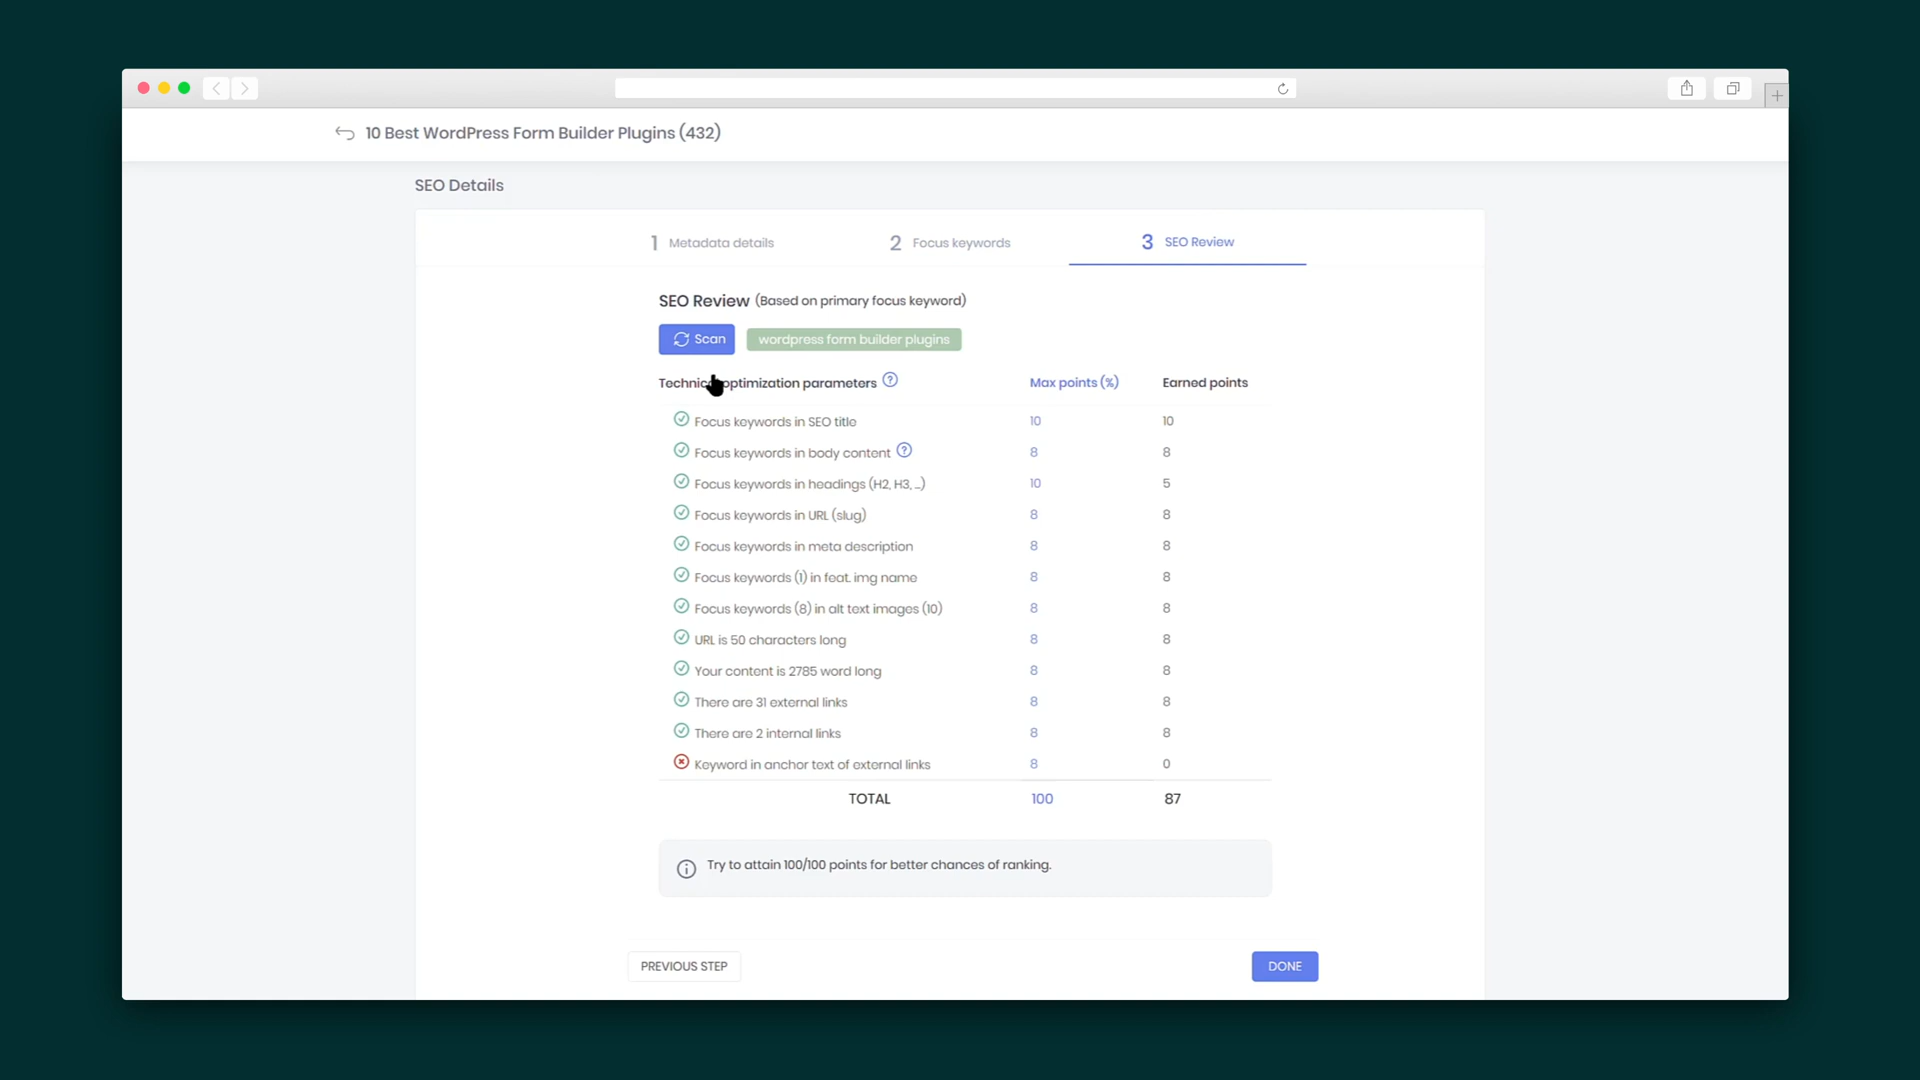 10 Best WordPress Form Builder Plugins (432)
SEO Details
1 Metadata details
2 Focus keywords
3 SEO Review
SEO Review (Based on primary focus keyword)
Scan
wordpress form builder plugins
Technical optimization parameters ? Max points (%) Earned points
Focus keywords in SEO title 10 10
Focus keywords in body content ? 8 8
Focus keywords in headings (H2, H3, ...) 10 5
Focus keywords in URL (slug) 8 8
Focus keywords in meta description 8 8
Focus keywords (1) in feat. img name 8 8
Focus keywords (8) in alt text images (10) 8 8
URL is 50 characters long 8 8
Your content is 2785 word long 8 8
There are 31 external links 8 8
There are 2 internal links 8 8
Keyword in anchor text of external links 8 0
TOTAL 100 87
Try to attain 100/100 points for better chances of ranking.
PREVIOUS STEP
DONE